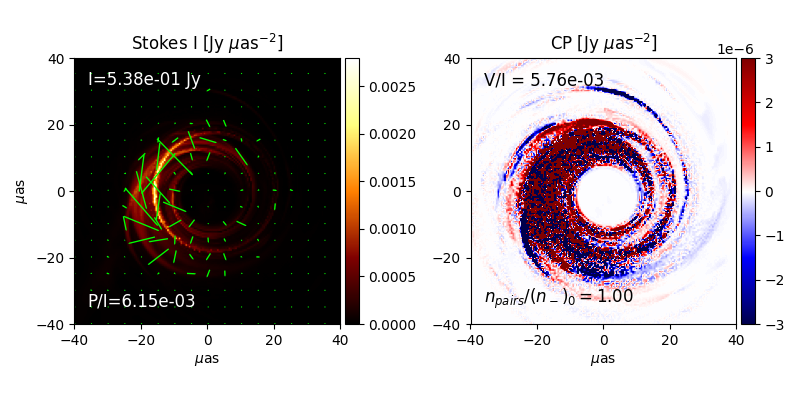 Stokes I [Jy μas⁻²]
I=5.38e-01 Jy
P/I=6.15e-03
40
20
0
−20
−40
μas
−40 −20 0 20 40
μas
0.0025
0.0020
0.0015
0.0010
0.0005
0.0000
CP [Jy μas⁻²]
1e-6
V/I = 5.76e-03
n_pairs/(n_−)_0 = 1.00
40
20
0
−20
−40
−40 −20 0 20 40
μas
3
2
1
0
−1
−2
−3